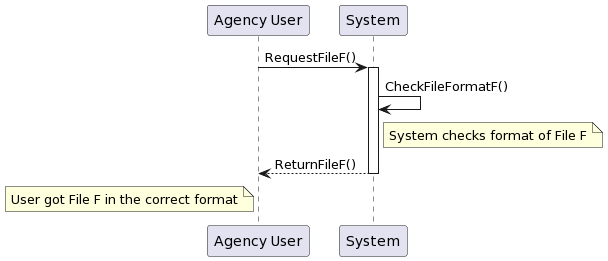 Agency User
System
RequestFileF()
CheckFileFormatF()
System checks format of File F
ReturnFileF()
User got File F in the correct format
Agency User
System